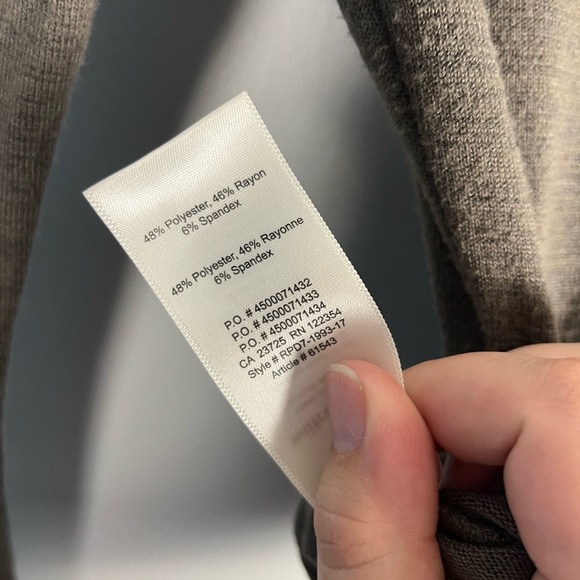 48% Polyester, 46% Rayon
6% Spandex
48% Polyester, 46% Rayonne
6% Spandex
P.O. # 4500071432
P.O. # 4500071433
P.O. # 4500071434
CA 23725 RN 122354
Style # RPD7-1993-17
Article # 61543